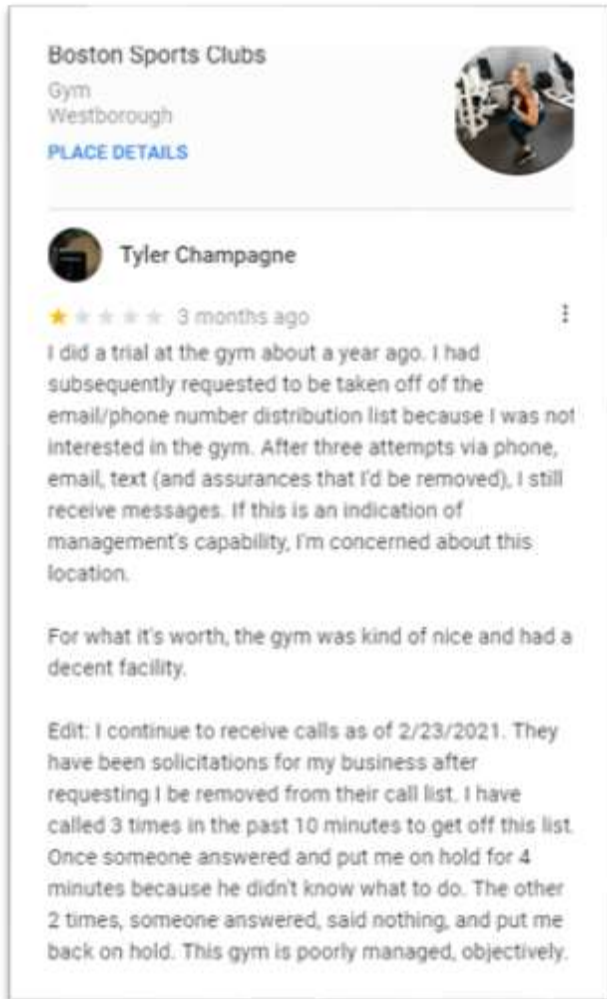 Boston Sports Clubs
Gym
Westborough
PLACE DETAILS
Tyler Champagne
3 months ago
I did a trial at the gym about a year ago. I had
subsequently requested to be taken off of the
email/phone number distribution list because I was not
interested in the gym. After three attempts via phone,
email, text (and assurances that I'd be removed), I still
receive messages. If this is an indication of
management's capability, I'm concerned about this
location.
For what it's worth, the gym was kind of nice and had a
decent facility.
Edit: I continue to receive calls as of 2/23/2021. They
have been solicitations for my business after
requesting I be removed from their call list. I have
called 3 times in the past 10 minutes to get off this list.
Once someone answered and put me on hold for 4
minutes because he didn't know what to do. The other
2 times, someone answered, said nothing, and put me
back on hold. This gym is poorly managed, objectively.